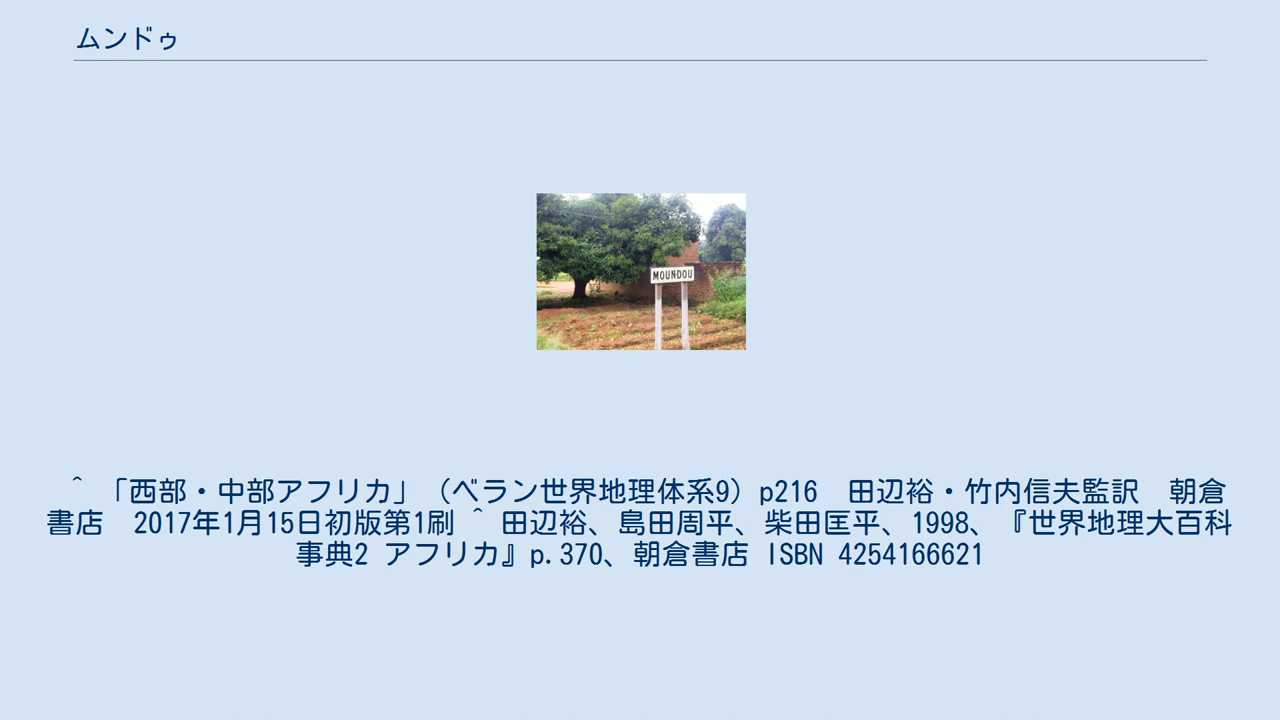 ムンドゥ
MOUNDOU
^ 「西部・中部アフリカ」（ベラン世界地理体系9）p216　田辺裕・竹内信夫監訳　朝倉
書店　2017年1月15日初版第1刷 ^ 田辺裕、島田周平、柴田匡平、1998、『世界地理大百科
事典2 アフリカ』p.370、朝倉書店 ISBN 4254166621